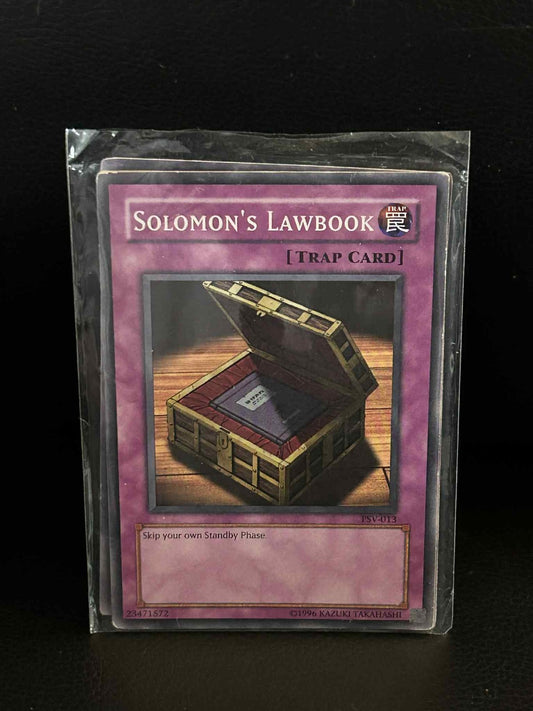 SOLOMON'S LAWBOOK
TRAP
罠
[TRAP CARD]
PSV-013
Skip your own Standby Phase.
23471572
©1996 KAZUKI TAKAHASHI